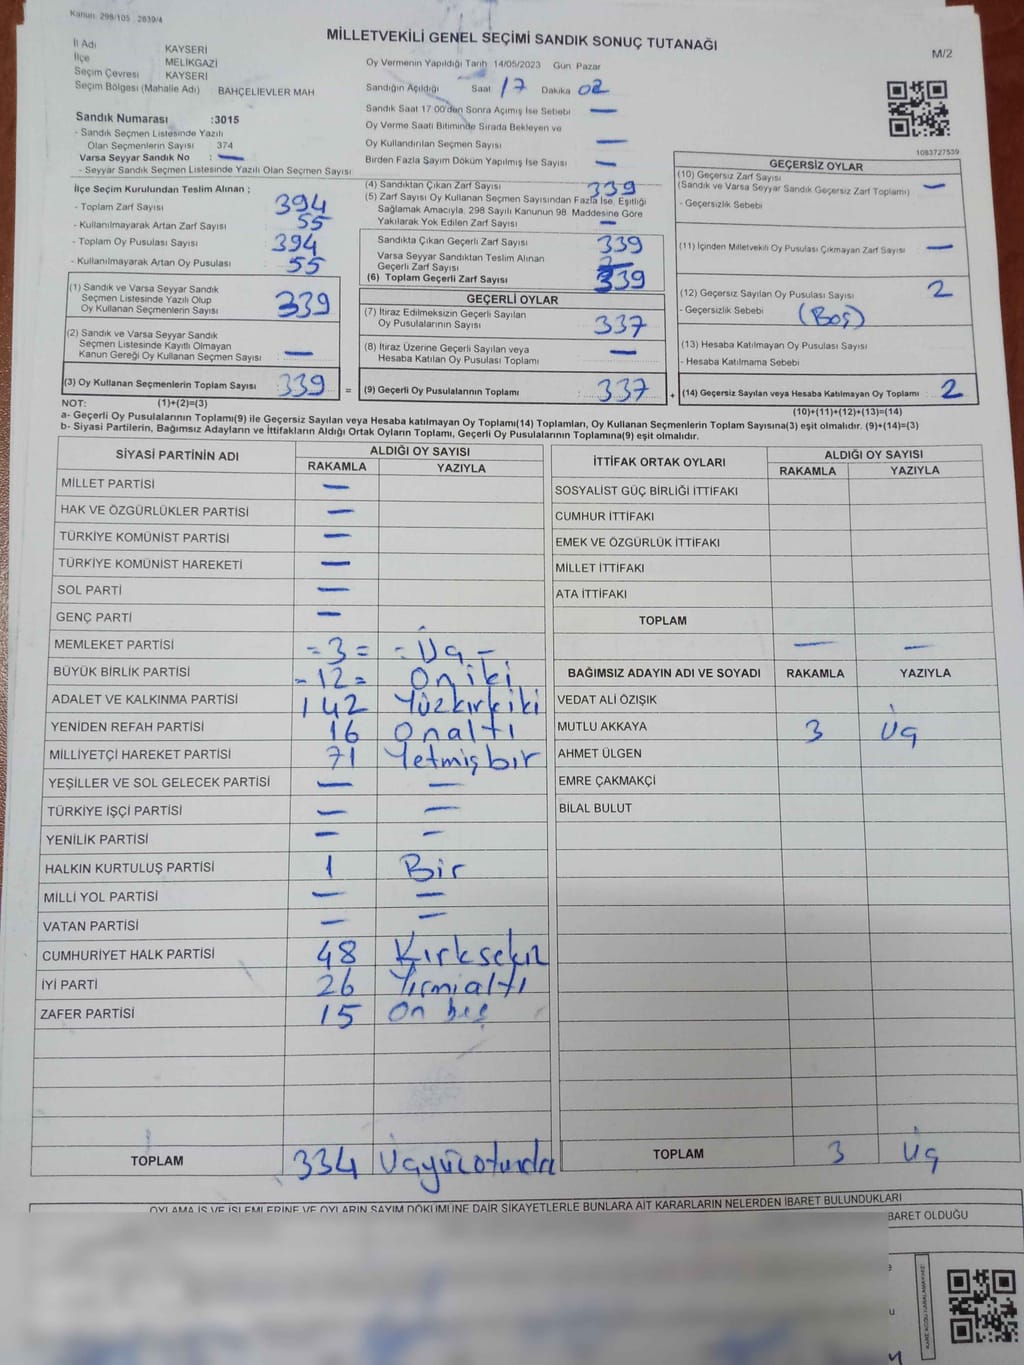 Kanun 298/105 2839/4
MİLLETVEKİLİ GENEL SEÇİMİ SANDIK SONUÇ TUTANAĞI
M/2
İl Adı KAYSERİ
İlçe MELİKGAZİ
Seçim Çevresi KAYSERİ
Seçim Bölgesi (Mahalle Adı) BAHÇELİEVLER MAH
Sandık Numarası :3015
- Sandık Seçmen Listesinde Yazılı
Olan Seçmenlerin Sayısı 374
Varsa Seyyar Sandık No : —
- Seyyar Sandık Seçmen Listesinde Yazılı Olan Seçmen Sayısı
Oy Vermenin Yapıldığı Tarih 14/05/2023 Gün Pazar
Sandığın Açıldığı Saat 17 Dakika 02
Sandık Saat 17 00'den Sonra Açımış İse Sebebi —
Oy Verme Saati Bitiminde Sırada Bekleyen ve
Oy Kullandırılan Seçmen Sayısı —
Birden Fazla Sayım Döküm Yapılmış İse Sayısı —
1083727539
İlçe Seçim Kurulundan Teslim Alınan ;
- Toplam Zarf Sayısı 394
- Kullanılmayarak Artan Zarf Sayısı 55
- Toplam Oy Pusulası Sayısı 394
- Kullanılmayarak Artan Oy Pusulası 55
(1) Sandık ve Varsa Seyyar Sandık
Seçmen Listesinde Yazılı Olup
Oy Kullanan Seçmenlerin Sayısı 339
(2) Sandık ve Varsa Seyyar Sandık
Seçmen Listesinde Kayıtlı Olmayan
Kanun Gereği Oy Kullanan Seçmen Sayısı —
(3) Oy Kullanan Seçmenlerin Toplam Sayısı 339 =
(4) Sandıktan Çıkan Zarf Sayısı 339
(5) Zarf Sayısı Oy Kullanan Seçmen Sayısından Fazla İse, Eşitliği
Sağlamak Amacıyla, 298 Sayılı Kanunun 98 Maddesine Göre
Yakılarak Yok Edilen Zarf Sayısı —
Sandıkta Çıkan Geçerli Zarf Sayısı 339
Varsa Seyyar Sandıktan Teslim Alınan
Geçerli Zarf Sayısı
(6) Toplam Geçerli Zarf Sayısı 339
GEÇERLİ OYLAR
(7) İtiraz Edilmeksizin Geçerli Sayılan
Oy Pusulalarının Sayısı 337
(8) İtiraz Üzerine Geçerli Sayılan veya
Hesaba Katılan Oy Pusulası Toplamı —
(9) Geçerli Oy Pusulalarının Toplamı 337 +
GEÇERSİZ OYLAR
(10) Geçersiz Zarf Sayısı
(Sandık ve Varsa Seyyar Sandık Geçersiz Zarf Toplamı) —
- Geçersizlik Sebebi
(11) İçinden Milletvekili Oy Pusulası Çıkmayan Zarf Sayısı —
(12) Geçersiz Sayılan Oy Pusulası Sayısı 2
- Geçersizlik Sebebi (Boş)
(13) Hesaba Katılmayan Oy Pusulası Sayısı
- Hesaba Katılmama Sebebi
(14) Geçersiz Sayılan veya Hesaba Katılmayan Oy Toplamı 2
NOT: (1)+(2)=(3)
(10)+(11)+(12)+(13)=(14)
a- Geçerli Oy Pusulalarının Toplamı(9) ile Geçersiz Sayılan veya Hesaba katılmayan Oy Toplamı(14) Toplamları, Oy Kullanan Seçmenlerin Toplam Sayısına(3) eşit olmalıdır. (9)+(14)=(3)
b- Siyasi Partilerin, Bağımsız Adayların ve İttifakların Aldığı Ortak Oyların Toplamı, Geçerli Oy Pusulalarının Toplamına(9) eşit olmalıdır.
SİYASİ PARTİNİN ADI ALDIĞI OY SAYISI
RAKAMLA YAZIYLA
MİLLET PARTİSİ —
HAK VE ÖZGÜRLÜKLER PARTİSİ —
TÜRKİYE KOMÜNİST PARTİSİ —
TÜRKİYE KOMÜNİST HAREKETİ —
SOL PARTİ —
GENÇ PARTİ —
MEMLEKET PARTİSİ = 3 = - Üç -
BÜYÜK BİRLİK PARTİSİ - 12 = On iki
ADALET VE KALKINMA PARTİSİ 142 Yüzkırkiki
YENİDEN REFAH PARTİSİ 16 Onaltı
MİLLİYETÇİ HAREKET PARTİSİ 71 Yetmişbir
YEŞİLLER VE SOL GELECEK PARTİSİ — —
TÜRKİYE İŞÇİ PARTİSİ — —
YENİLİK PARTİSİ — —
HALKIN KURTULUŞ PARTİSİ 1 Bir
MİLLİ YOL PARTİSİ — —
VATAN PARTİSİ — —
CUMHURİYET HALK PARTİSİ 48 Kırksekiz
İYİ PARTİ 26 Yirmialtı
ZAFER PARTİSİ 15 On beş
TOPLAM 334
İTTİFAK ORTAK OYLARI ALDIĞI OY SAYISI
RAKAMLA YAZIYLA
SOSYALİST GÜÇ BİRLİĞİ İTTİFAKI
CUMHUR İTTİFAKI
EMEK VE ÖZGÜRLÜK İTTİFAKI
MİLLET İTTİFAKI
ATA İTTİFAKI
TOPLAM
— —
BAĞIMSIZ ADAYIN ADI VE SOYADI RAKAMLA YAZIYLA
VEDAT ALİ ÖZIŞIK
MUTLU AKKAYA 3 Üç
AHMET ÜLGEN
EMRE ÇAKMAKÇİ
BİLAL BULUT
TOPLAM 3 Üç
OYLAMA İŞ VE İŞLEMLERİNE VE OYLARIN SAYIM DÖKÜMÜNE DAİR ŞİKAYETLERLE BUNLARA AİT KARARLARIN NELERDEN İBARET BULUNDUKLARI
BARET OLDUĞU